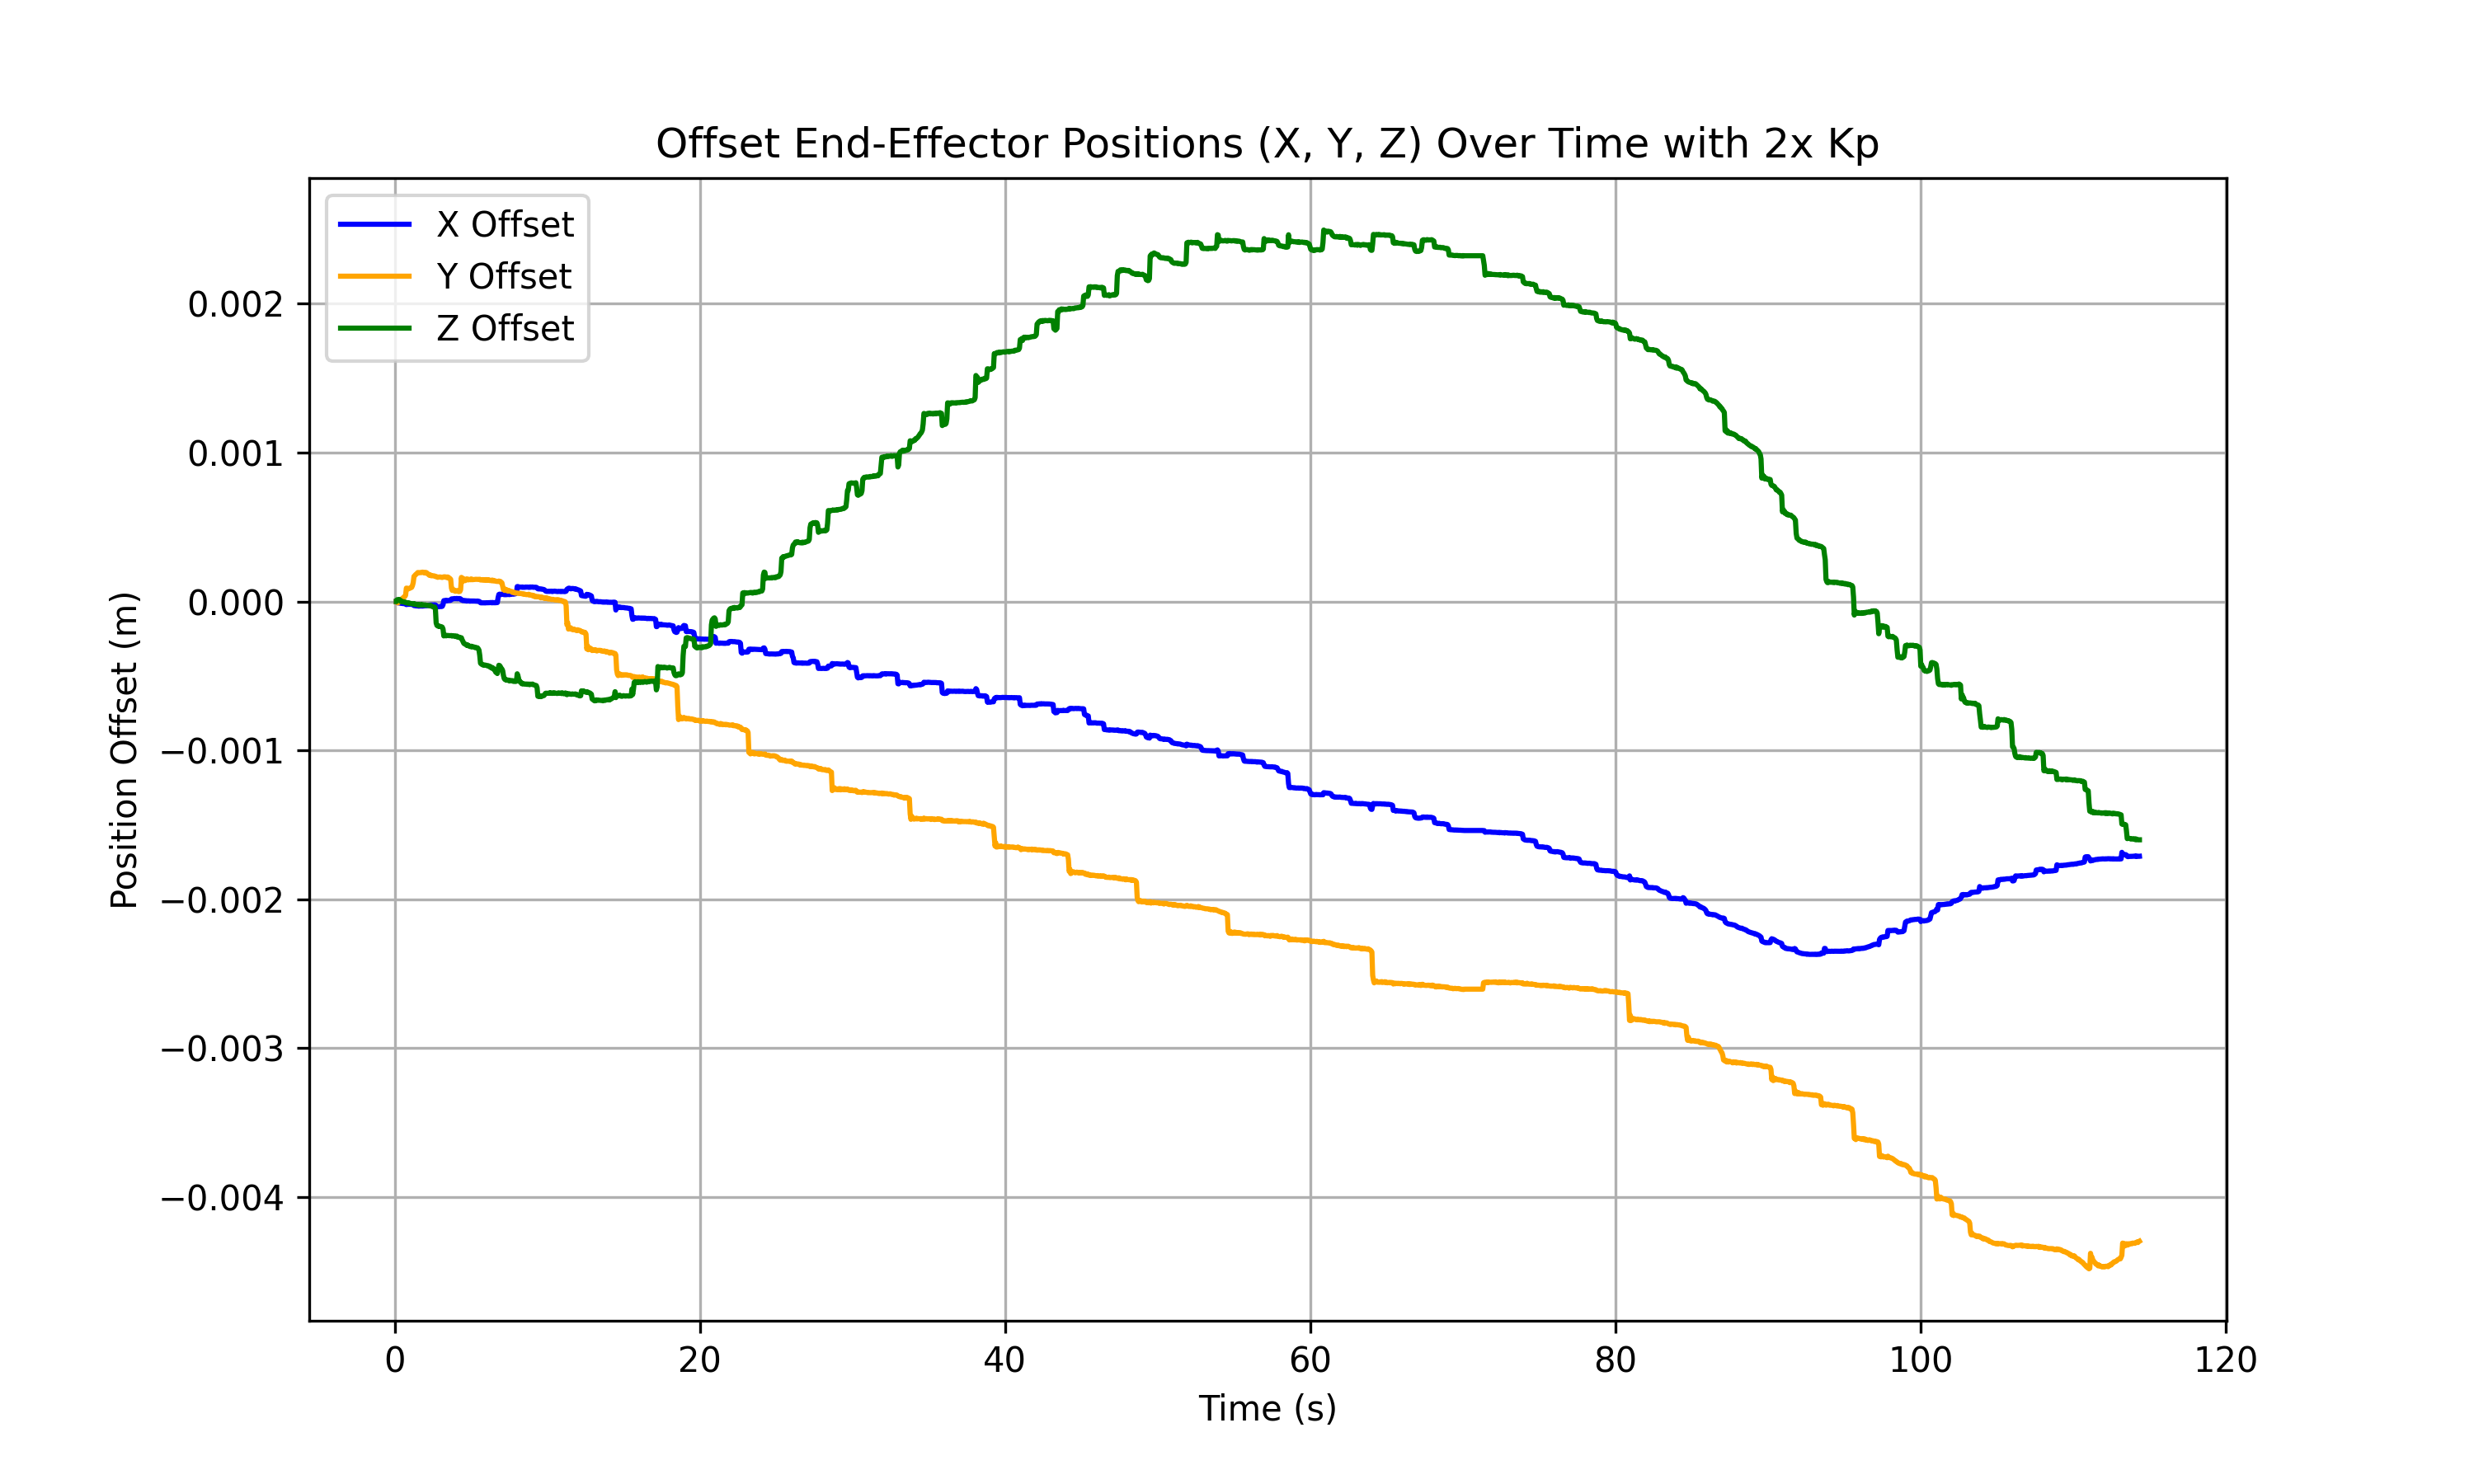 Offset End-Effector Positions (X, Y, Z) Over Time with 2x Kp
X Offset
Y Offset
Z Offset
0.002
0.001
0.000
−0.001
−0.002
−0.003
−0.004
Position Offset (m)
0 20 40 60 80 100 120
Time (s)